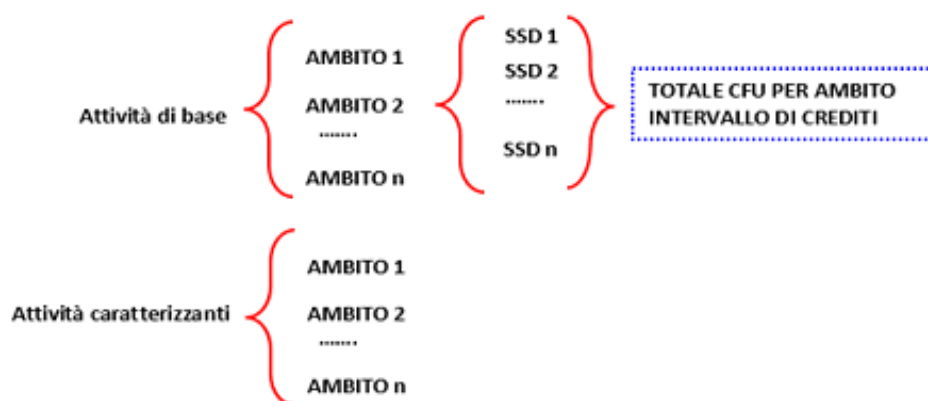 Attività di base
AMBITO 1
AMBITO 2
.......
AMBITO n
SSD 1
SSD 2
.......
SSD n
TOTALE CFU PER AMBITO
INTERVALLO DI CREDITI
Attività caratterizzanti
AMBITO 1
AMBITO 2
.......
AMBITO n